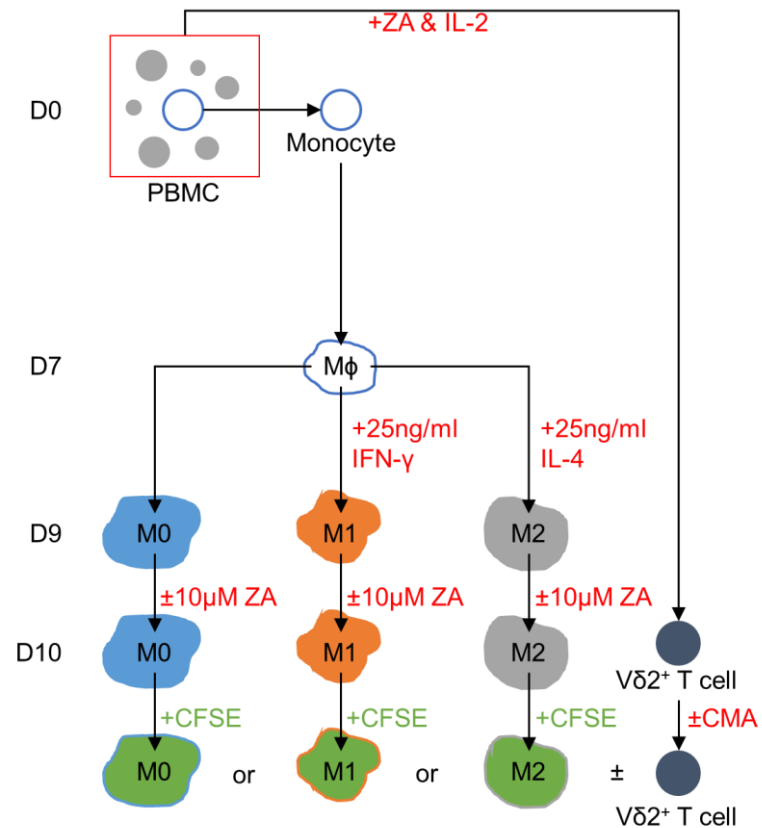 +ZA & IL-2
D0
Monocyte
PBMC
D7
Mϕ
+25ng/ml
IFN-γ
+25ng/ml
IL-4
D9
M0
M1
M2
±10μM ZA
±10μM ZA
±10μM ZA
D10
M0
M1
M2
Vδ2⁺ T cell
+CFSE
+CFSE
+CFSE
±CMA
M0
or
M1
or
M2
±
Vδ2⁺ T cell